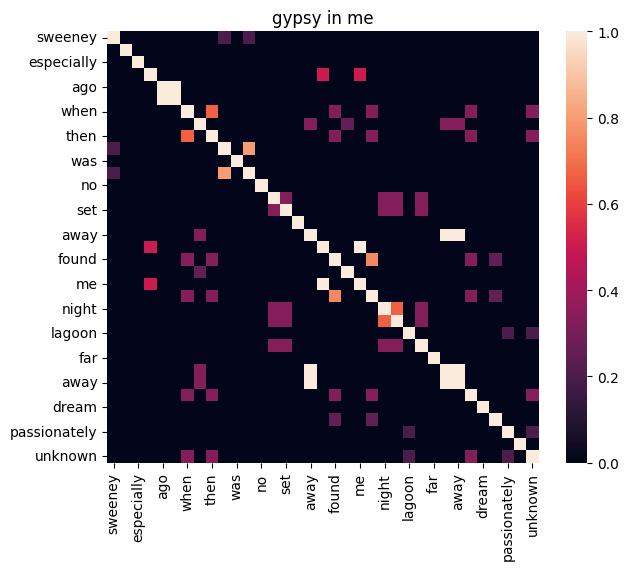 gypsy in me
sweeney
especially
ago
when
then
was
no
set
away
found
me
night
lagoon
far
away
dream
passionately
unknown
1.0
0.8
0.6
0.4
0.2
0.0
sweeney
especially
ago
when
then
was
no
set
away
found
me
night
lagoon
far
away
dream
passionately
unknown